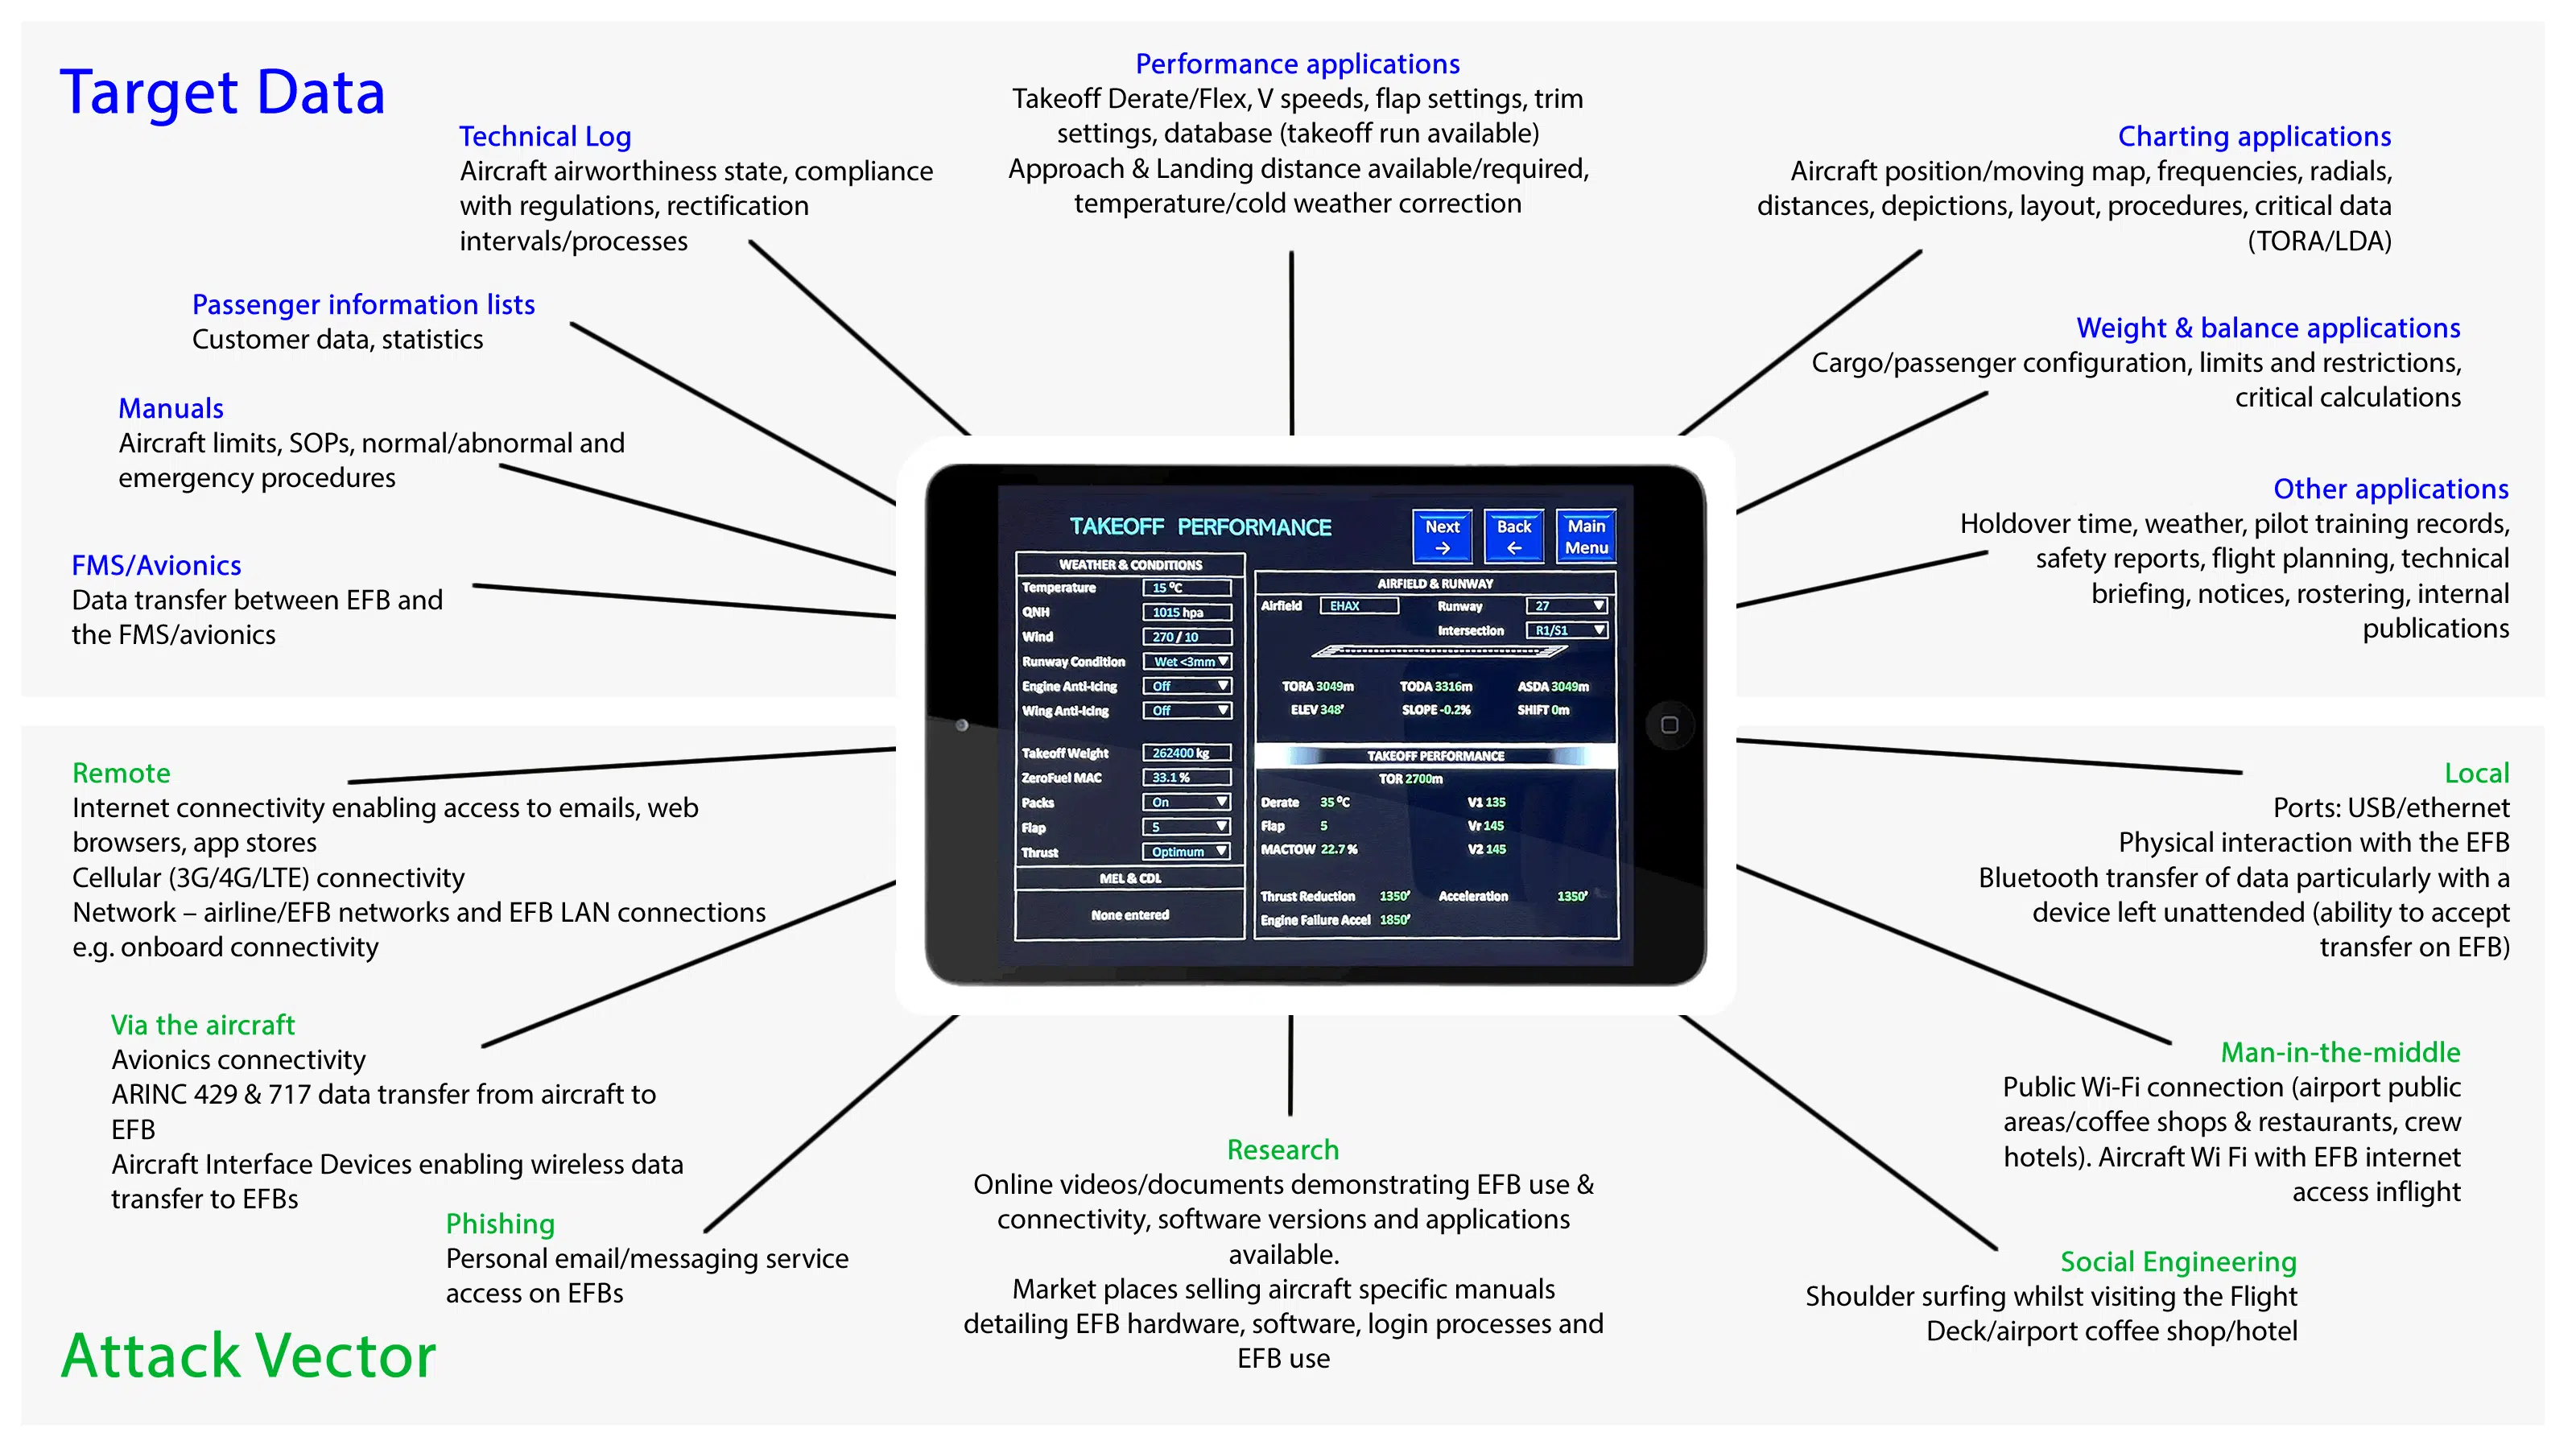 Target Data
Technical Log
Aircraft airworthiness state, compliance
with regulations, rectification
intervals/processes
Passenger information lists
Customer data, statistics
Manuals
Aircraft limits, SOPs, normal/abnormal and
emergency procedures
FMS/Avionics
Data transfer between EFB and
the FMS/avionics
Performance applications
Takeoff Derate/Flex, V speeds, flap settings, trim
settings, database (takeoff run available)
Approach & Landing distance available/required,
temperature/cold weather correction
Charting applications
Aircraft position/moving map, frequencies, radials,
distances, depictions, layout, procedures, critical data
(TORA/LDA)
Weight & balance applications
Cargo/passenger configuration, limits and restrictions,
critical calculations
Other applications
Holdover time, weather, pilot training records,
safety reports, flight planning, technical
briefing, notices, rostering, internal
publications
TAKEOFF PERFORMANCE
Next
→
Back
←
Main
Menu
WEATHER & CONDITIONS
Temperature 15 ºC
QNH 1015 hpa
Wind 270 / 10
Runway Condition Wet <3mm
Engine Anti-Icing Off
Wing Anti-Icing Off
Takeoff Weight 262400 kg
ZeroFuel MAC 33.1 %
Packs On
Flap 5
Thrust Optimum
MEL & CDL
None entered
AIRFIELD & RUNWAY
Airfield EHAX Runway 27
Intersection R1/S1
TORA 3049m TODA 3316m ASDA 3049m
ELEV 348' SLOPE -0.2% SHIFT 0m
TAKEOFF PERFORMANCE
TOR 2700m
Derate 35 ºC V1 135
Flap 5 Vr 145
MACTOW 22.7 % V2 145
Thrust Reduction 1350' Acceleration 1350'
Engine Failure Accel 1850'
Remote
Internet connectivity enabling access to emails, web
browsers, app stores
Cellular (3G/4G/LTE) connectivity
Network – airline/EFB networks and EFB LAN connections
e.g. onboard connectivity
Via the aircraft
Avionics connectivity
ARINC 429 & 717 data transfer from aircraft to
EFB
Aircraft Interface Devices enabling wireless data
transfer to EFBs
Phishing
Personal email/messaging service
access on EFBs
Attack Vector
Research
Online videos/documents demonstrating EFB use &
connectivity, software versions and applications
available.
Market places selling aircraft specific manuals
detailing EFB hardware, software, login processes and
EFB use
Local
Ports: USB/ethernet
Physical interaction with the EFB
Bluetooth transfer of data particularly with a
device left unattended (ability to accept
transfer on EFB)
Man-in-the-middle
Public Wi-Fi connection (airport public
areas/coffee shops & restaurants, crew
hotels). Aircraft Wi Fi with EFB internet
access inflight
Social Engineering
Shoulder surfing whilst visiting the Flight
Deck/airport coffee shop/hotel